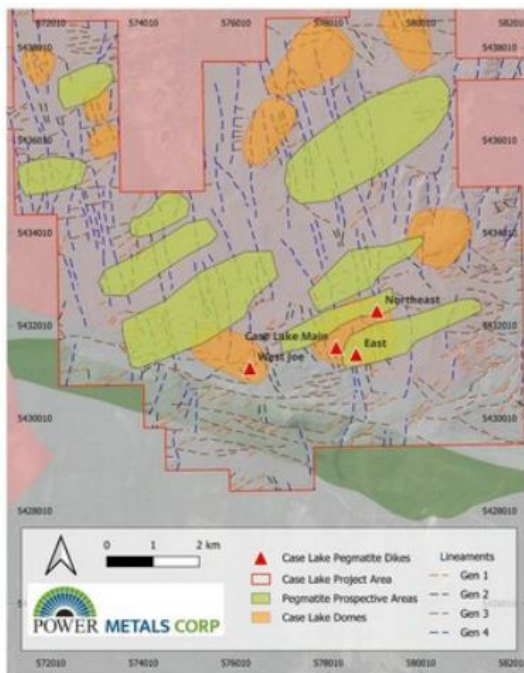 572010 574010 576010 578010 580010 58201
5438010 5438010
5436010 5436010
5434010 5434010
Northeast
5432010 5432010
Case Lake Main
East
West Joe
5430010 5430010
5428010 5428010
0 1 2 km
Case Lake Pegmatite Dikes
Case Lake Project Area
Pegmatite Prospective Areas
Case Lake Domes
Lineaments
Gen 1
Gen 2
Gen 3
Gen 4
POWER METALS CORP
572010 574010 576010 578010 580010 58201